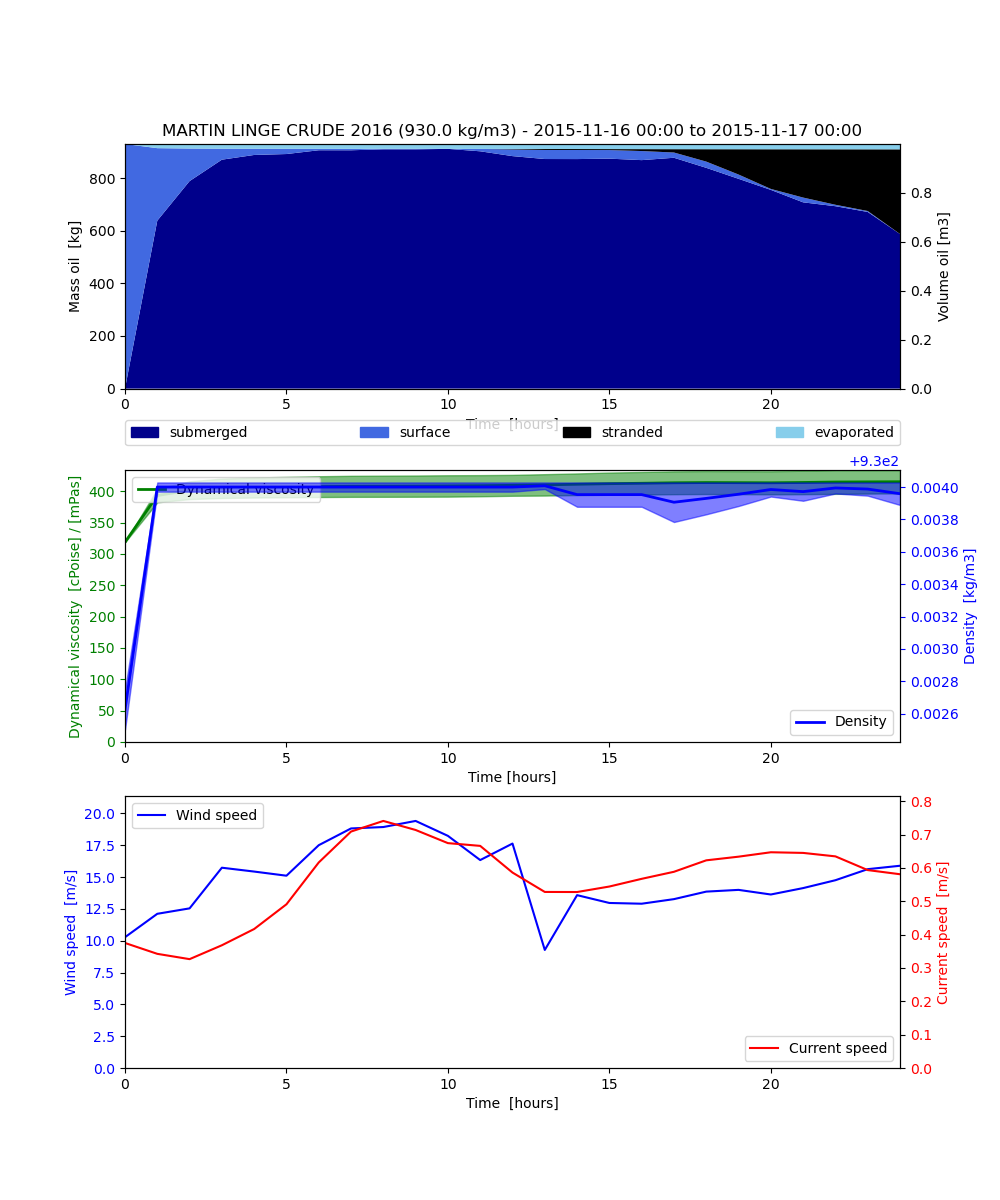 MARTIN LINGE CRUDE 2016 (930.0 kg/m3) - 2015-11-16 00:00 to 2015-11-17 00:00
Mass oil [kg]
800
600
400
200
0
0.8
0.6
0.4
0.2
0.0
Volume oil [m3]
0 5 10 15 20
Time [hours]
submerged surface stranded evaporated
+9.3e2
Dynamical viscosity [cPoise] / [mPas]
400
350
300
250
200
150
100
50
0
Dynamical viscosity
0.0040
0.0038
0.0036
0.0034
0.0032
0.0030
0.0028
0.0026
Density [kg/m3]
Density
0 5 10 15 20
Time [hours]
Wind speed [m/s]
20.0
17.5
15.0
12.5
10.0
7.5
5.0
2.5
0.0
Wind speed
0.8
0.7
0.6
0.5
0.4
0.3
0.2
0.1
0.0
Current speed [m/s]
Current speed
0 5 10 15 20
Time [hours]